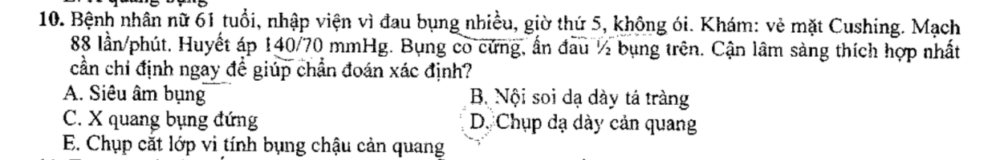 10. Bệnh nhân nữ 61 tuổi, nhập viện vì đau bụng nhiều, giờ thứ 5, không ói. Khám: vẻ mặt Cushing. Mạch
88 lần/phút. Huyết áp 140/70 mmHg. Bụng co cứng, ấn đau ½ bụng trên. Cận lâm sàng thích hợp nhất
cần chỉ định ngay để giúp chẩn đoán xác định?
A. Siêu âm bụng
B. Nội soi dạ dày tá tràng
C. X quang bụng đứng
D. Chụp dạ dày cản quang
E. Chụp cắt lớp vi tính bụng chậu cản quang